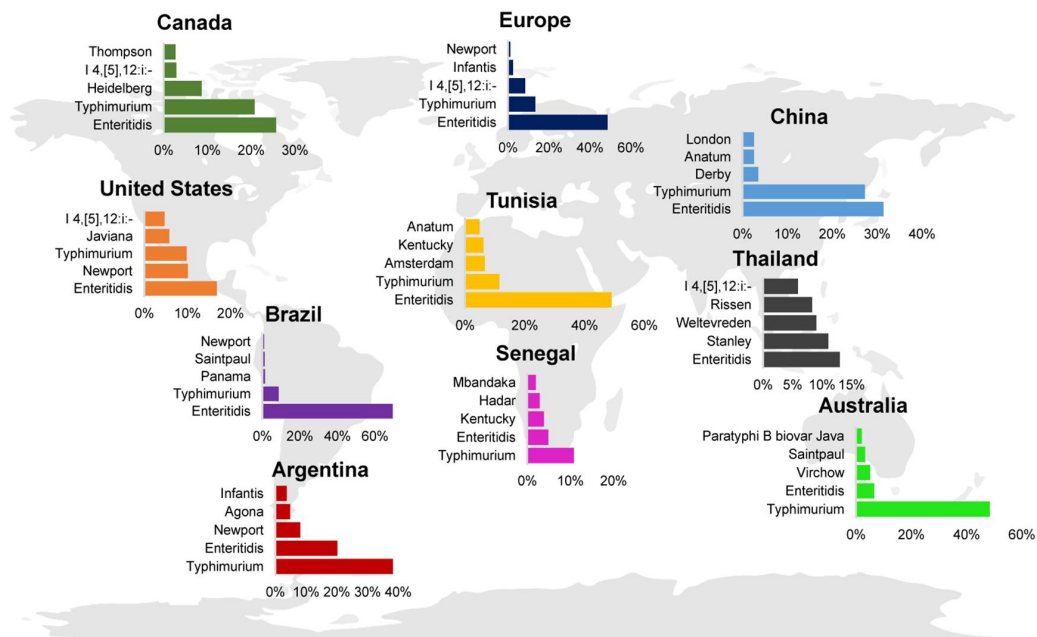 Canada
Thompson
I 4,[5],12:i:-
Heidelberg
Typhimurium
Enteritidis
0% 10% 20% 30%
Europe
Newport
Infantis
I 4,[5],12:i:-
Typhimurium
Enteritidis
0% 20% 40% 60%
China
London
Anatum
Derby
Typhimurium
Enteritidis
0% 10% 20% 30% 40%
United States
I 4,[5],12:i:-
Javiana
Typhimurium
Newport
Enteritidis
0% 10% 20%
Tunisia
Anatum
Kentucky
Amsterdam
Typhimurium
Enteritidis
0% 20% 40% 60%
Thailand
I 4,[5],12:i:-
Rissen
Weltevreden
Stanley
Enteritidis
0% 5% 10% 15%
Brazil
Newport
Saintpaul
Panama
Typhimurium
Enteritidis
0% 20% 40% 60%
Senegal
Mbandaka
Hadar
Kentucky
Enteritidis
Typhimurium
0% 10% 20%
Australia
Paratyphi B biovar Java
Saintpaul
Virchow
Enteritidis
Typhimurium
0% 20% 40% 60%
Argentina
Infantis
Agona
Newport
Enteritidis
Typhimurium
0% 10% 20% 30% 40%